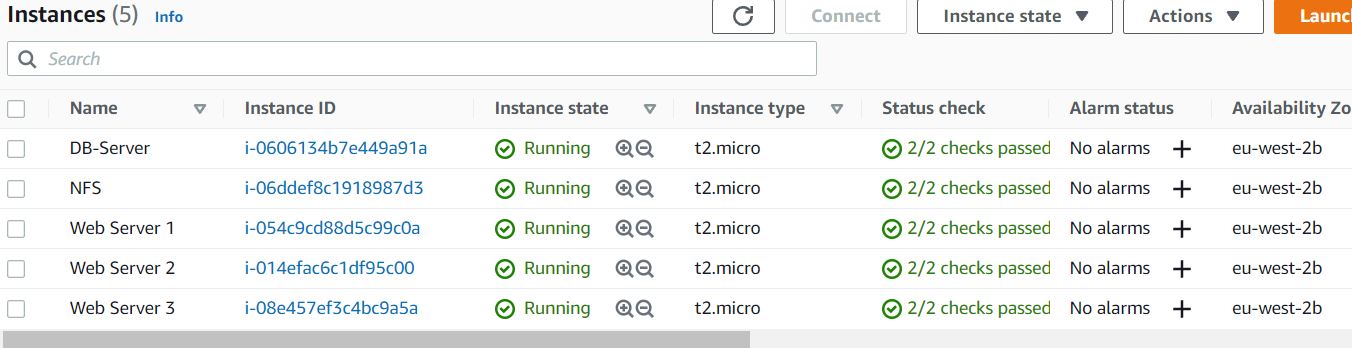 Instances (5) Info Connect Instance state Actions Launc
Search
Name Instance ID Instance state Instance type Status check Alarm status Availability Zo
DB-Server i-0606134b7e449a91a Running t2.micro 2/2 checks passed No alarms + eu-west-2b
NFS i-06ddef8c1918987d3 Running t2.micro 2/2 checks passed No alarms + eu-west-2b
Web Server 1 i-054c9cd88d5c99c0a Running t2.micro 2/2 checks passed No alarms + eu-west-2b
Web Server 2 i-014efac6c1df95c00 Running t2.micro 2/2 checks passed No alarms + eu-west-2b
Web Server 3 i-08e457ef3c4bc9a5a Running t2.micro 2/2 checks passed No alarms + eu-west-2b